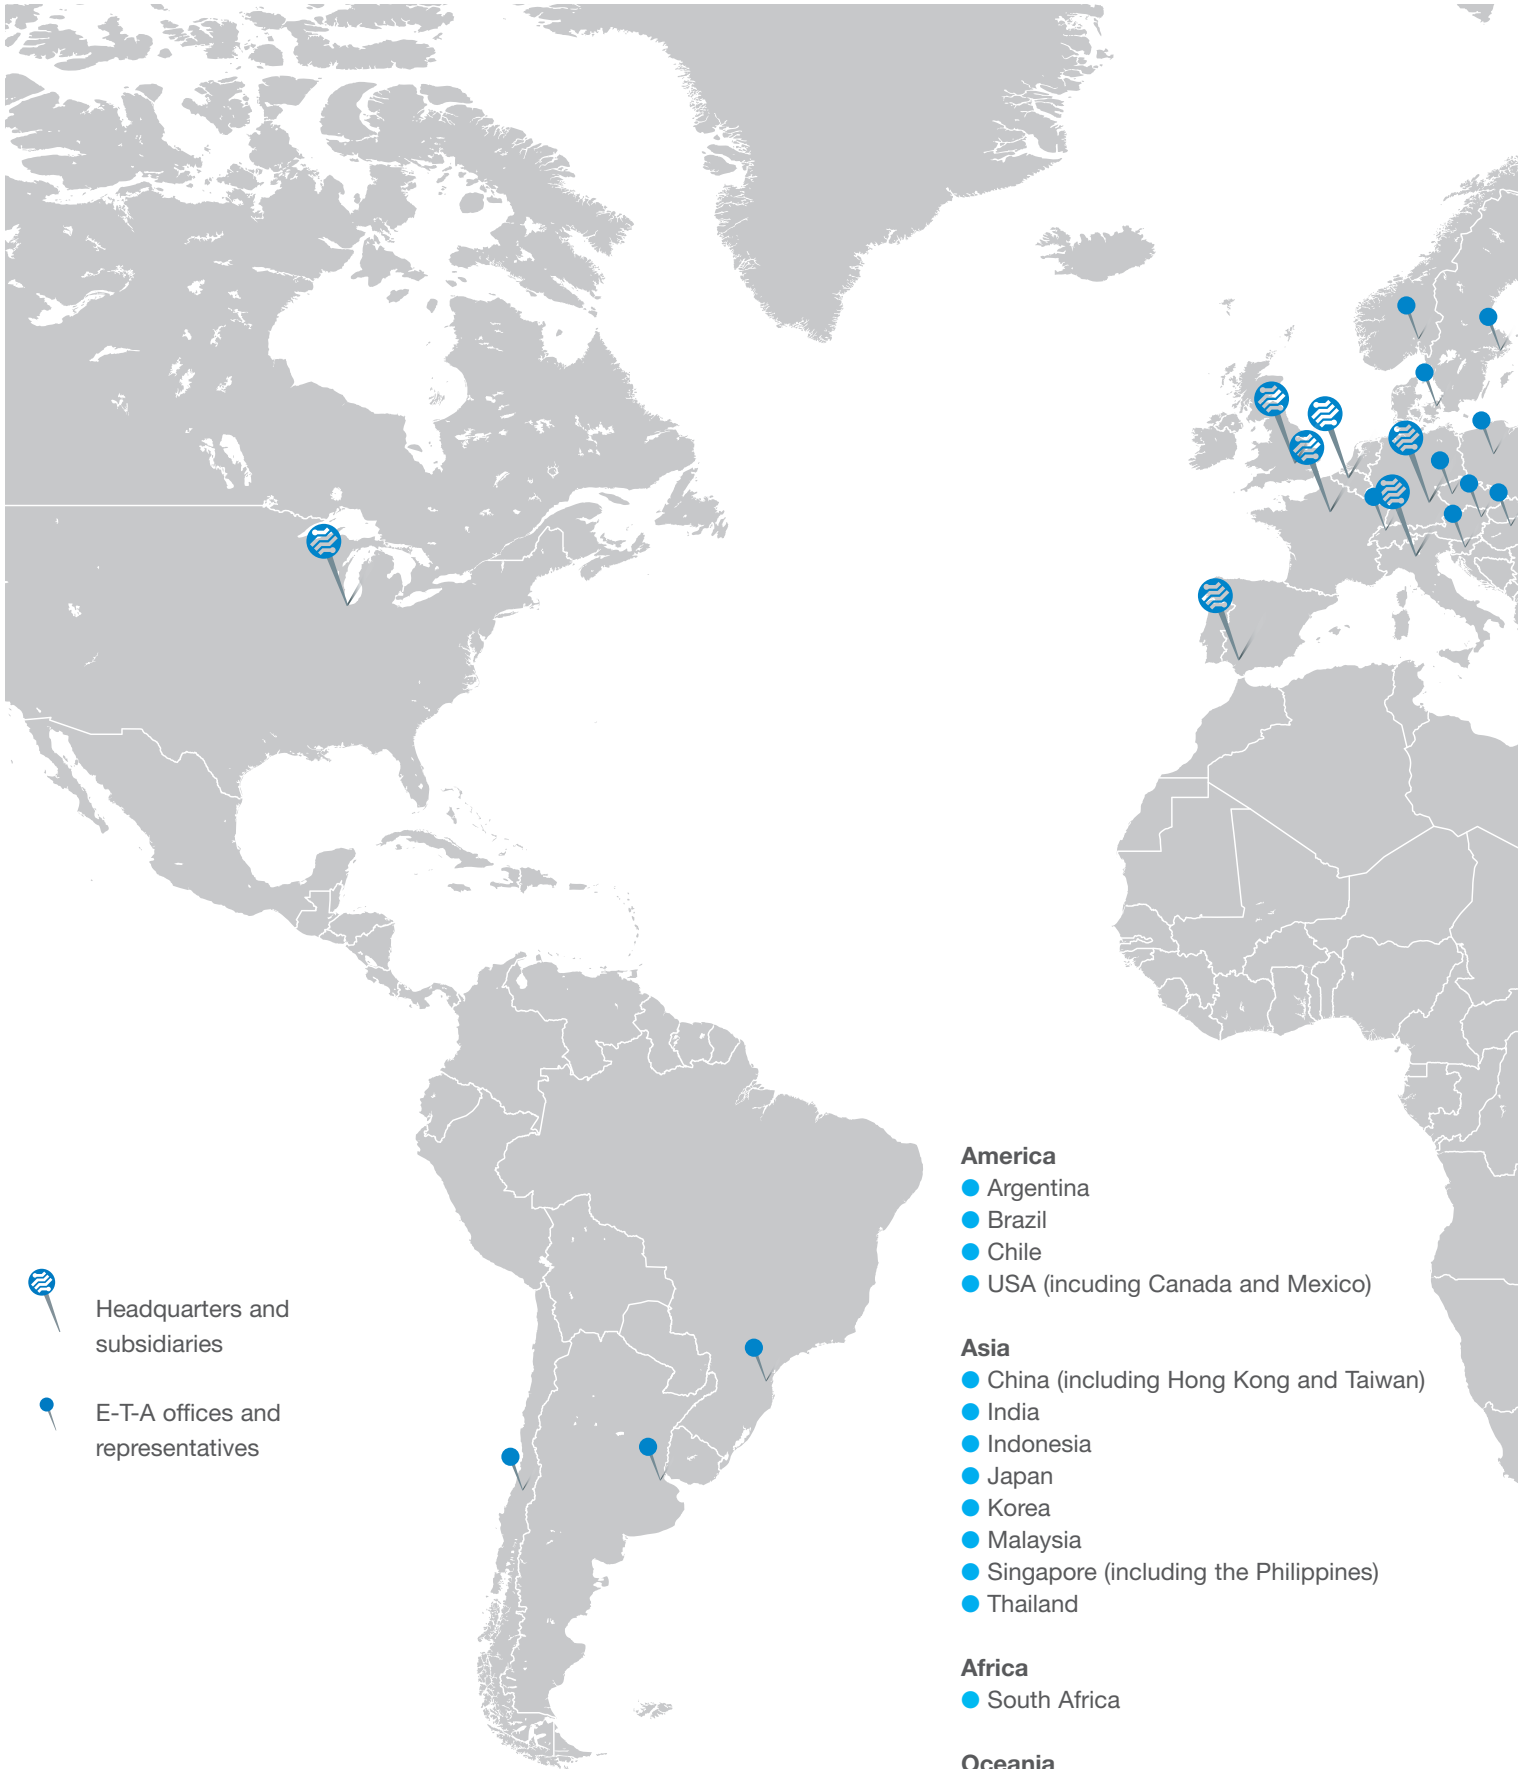 America
Argentina
Brazil
Chile
USA (incuding Canada and Mexico)
Asia
China (including Hong Kong and Taiwan)
India
Indonesia
Japan
Korea
Malaysia
Singapore (including the Philippines)
Thailand
Africa
South Africa
Oceania
Headquarters and
subsidiaries
E-T-A offices and
representatives